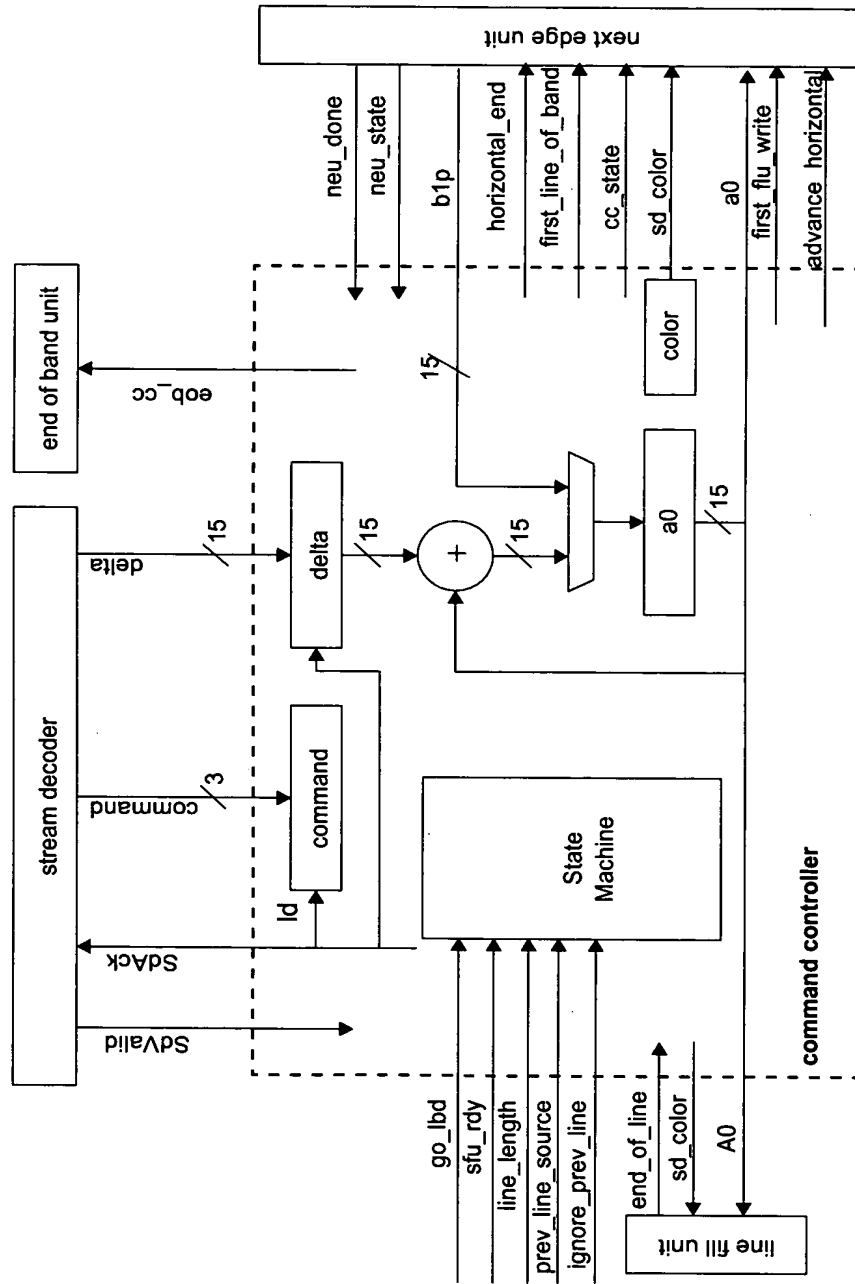 stream decoder
end of band unit
next edge unit
SdValid
SdAck
command
3
delta
15
eob_cc
neu_done
neu_state
b1p
15
horizontal_end
first_line_of_band
cc_state
sd_color
a0
first_flu_write
advance_horizontal
ld
command
delta
15
+
15
color
a0
15
State
Machine
go_lbd
sfu_rdy
line_length
prev_line_source
ignore_prev_line
end_of_line
sd_color
A0
line fill unit
command controller